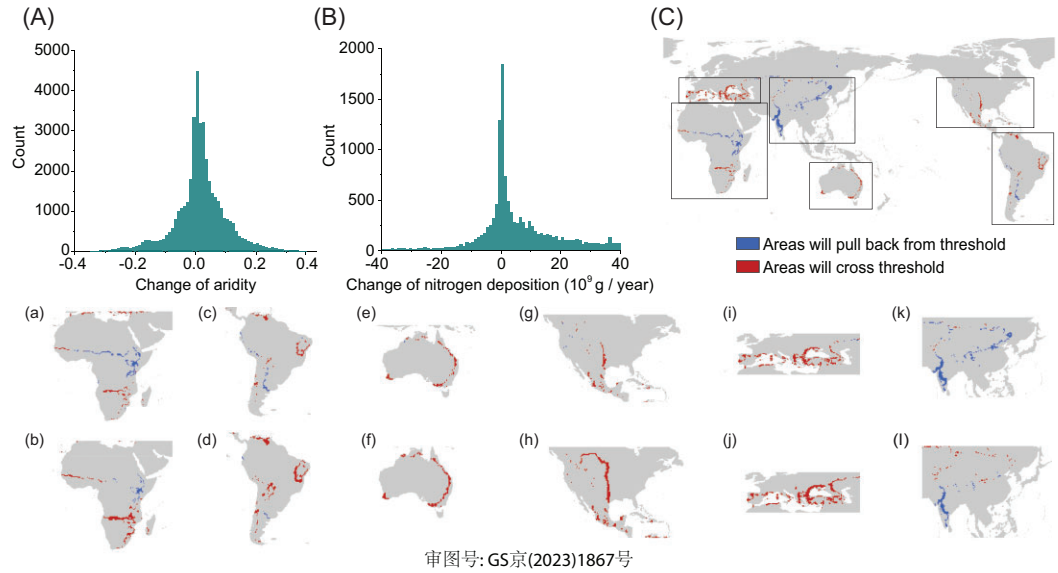 (A)
5000
4000
3000
2000
1000
0
Count
-0.4
-0.2
0.0
0.2
0.4
Change of aridity
(B)
2000
1500
1000
500
0
Count
-40
-20
0
20
40
Change of nitrogen deposition (10⁹ g / year)
(C)
Areas will pull back from threshold
Areas will cross threshold
(a)
(c)
(e)
(g)
(i)
(k)
(b)
(d)
(f)
(h)
(j)
(l)
审图号: GS京(2023)1867号